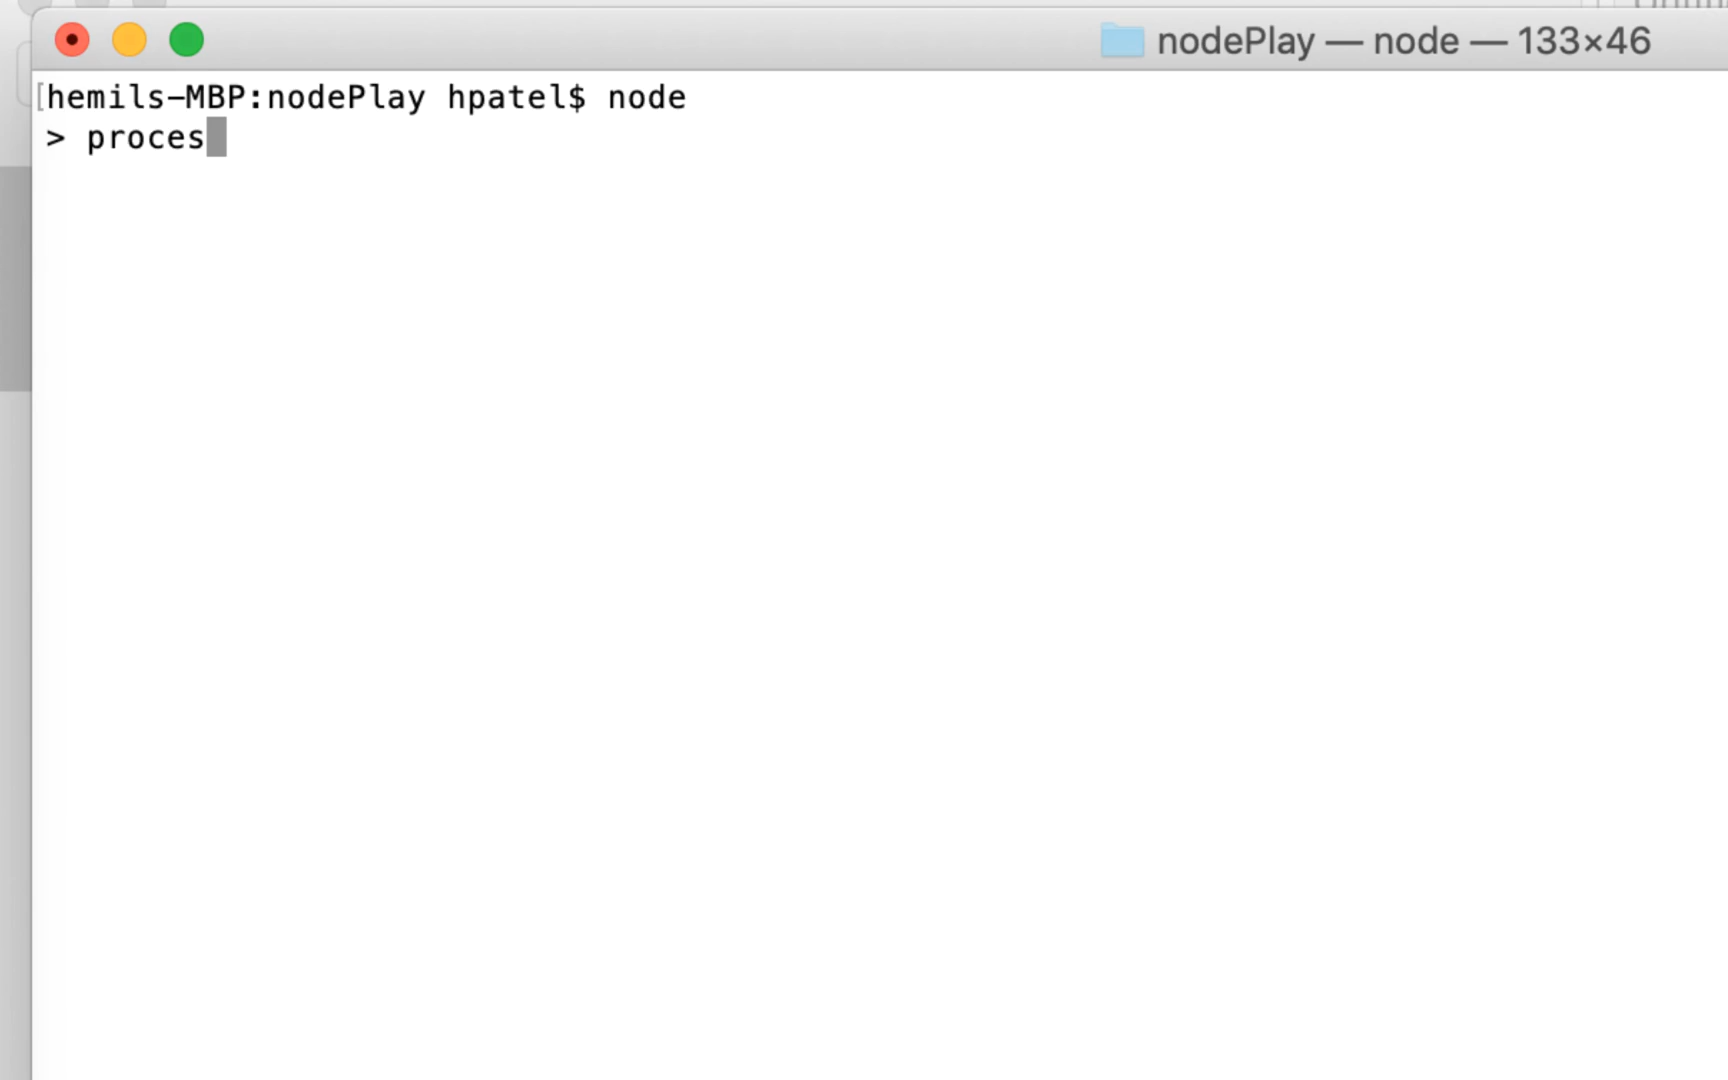 nodePlay — node — 133×46
hemils-MBP:nodePlay hpatel$ node
> proces